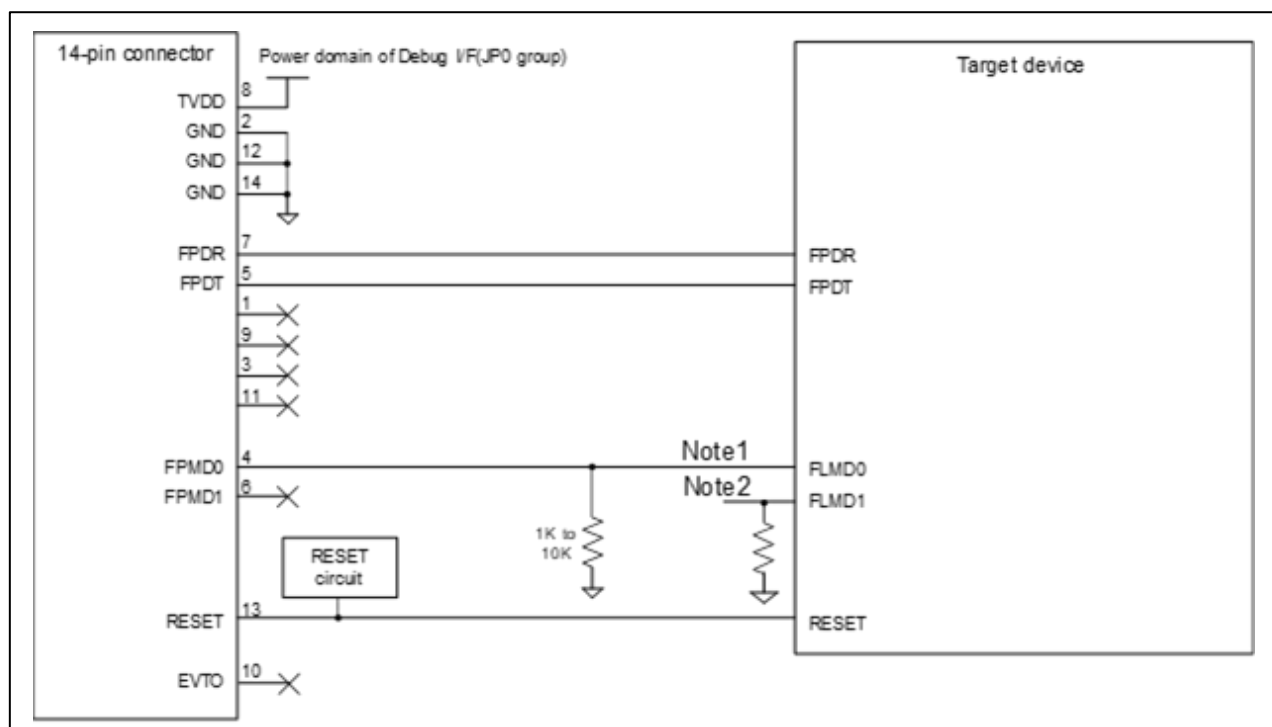 14-pin connector
Power domain of Debug I/F(JP0 group)
Target device
TVDD 8
GND 2
GND 12
GND 14
FPDR 7 FPDR
FPDT 5 FPDT
1
9
3
11
FPMD0 4 Note1 FLMD0
FPMD1 6 Note2 FLMD1
1K to
10K
RESET
circuit
RESET 13 RESET
EVTO 10